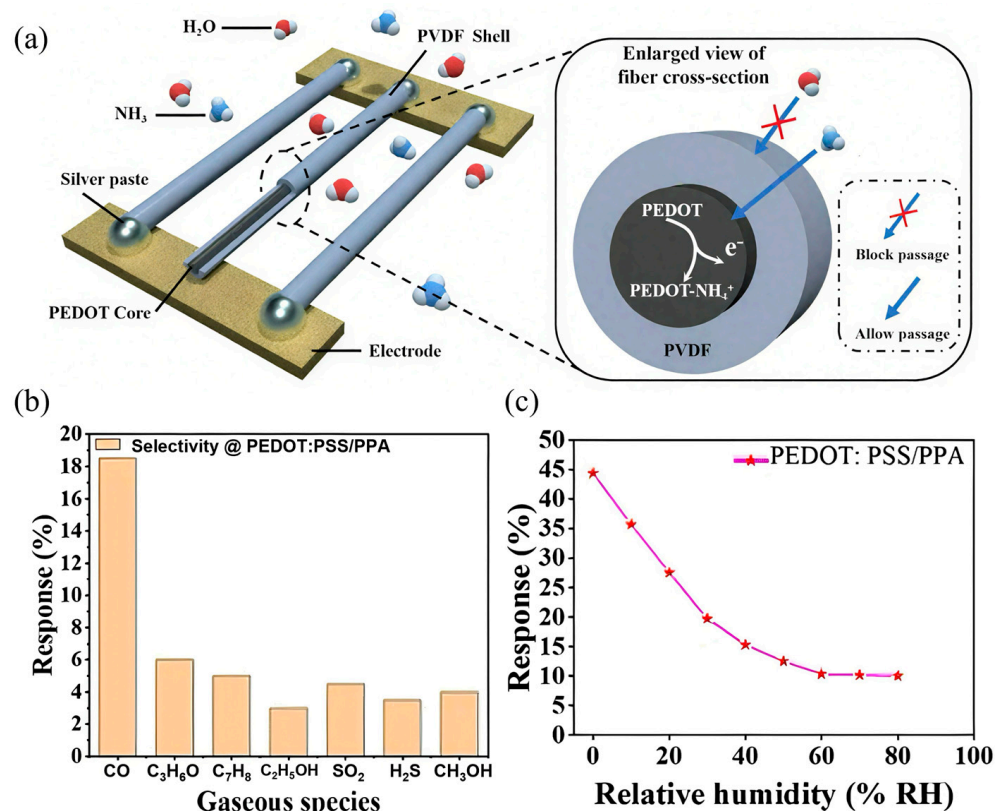 (a)
H₂O
NH₃
PVDF Shell
Silver paste
PEDOT Core
Electrode
Enlarged view of
fiber cross-section
PEDOT
e⁻
PEDOT-NH₄⁺
PVDF
Block passage
Allow passage
(b)
Selectivity @ PEDOT:PSS/PPA
Response (%)
20
18
16
14
12
10
8
6
4
2
0
CO C₃H₆O C₇H₈ C₂H₅OH SO₂ H₂S CH₃OH
Gaseous species
(c)
PEDOT: PSS/PPA
Response (%)
50
45
40
35
30
25
20
15
10
5
0
0 20 40 60 80 100
Relative humidity (% RH)